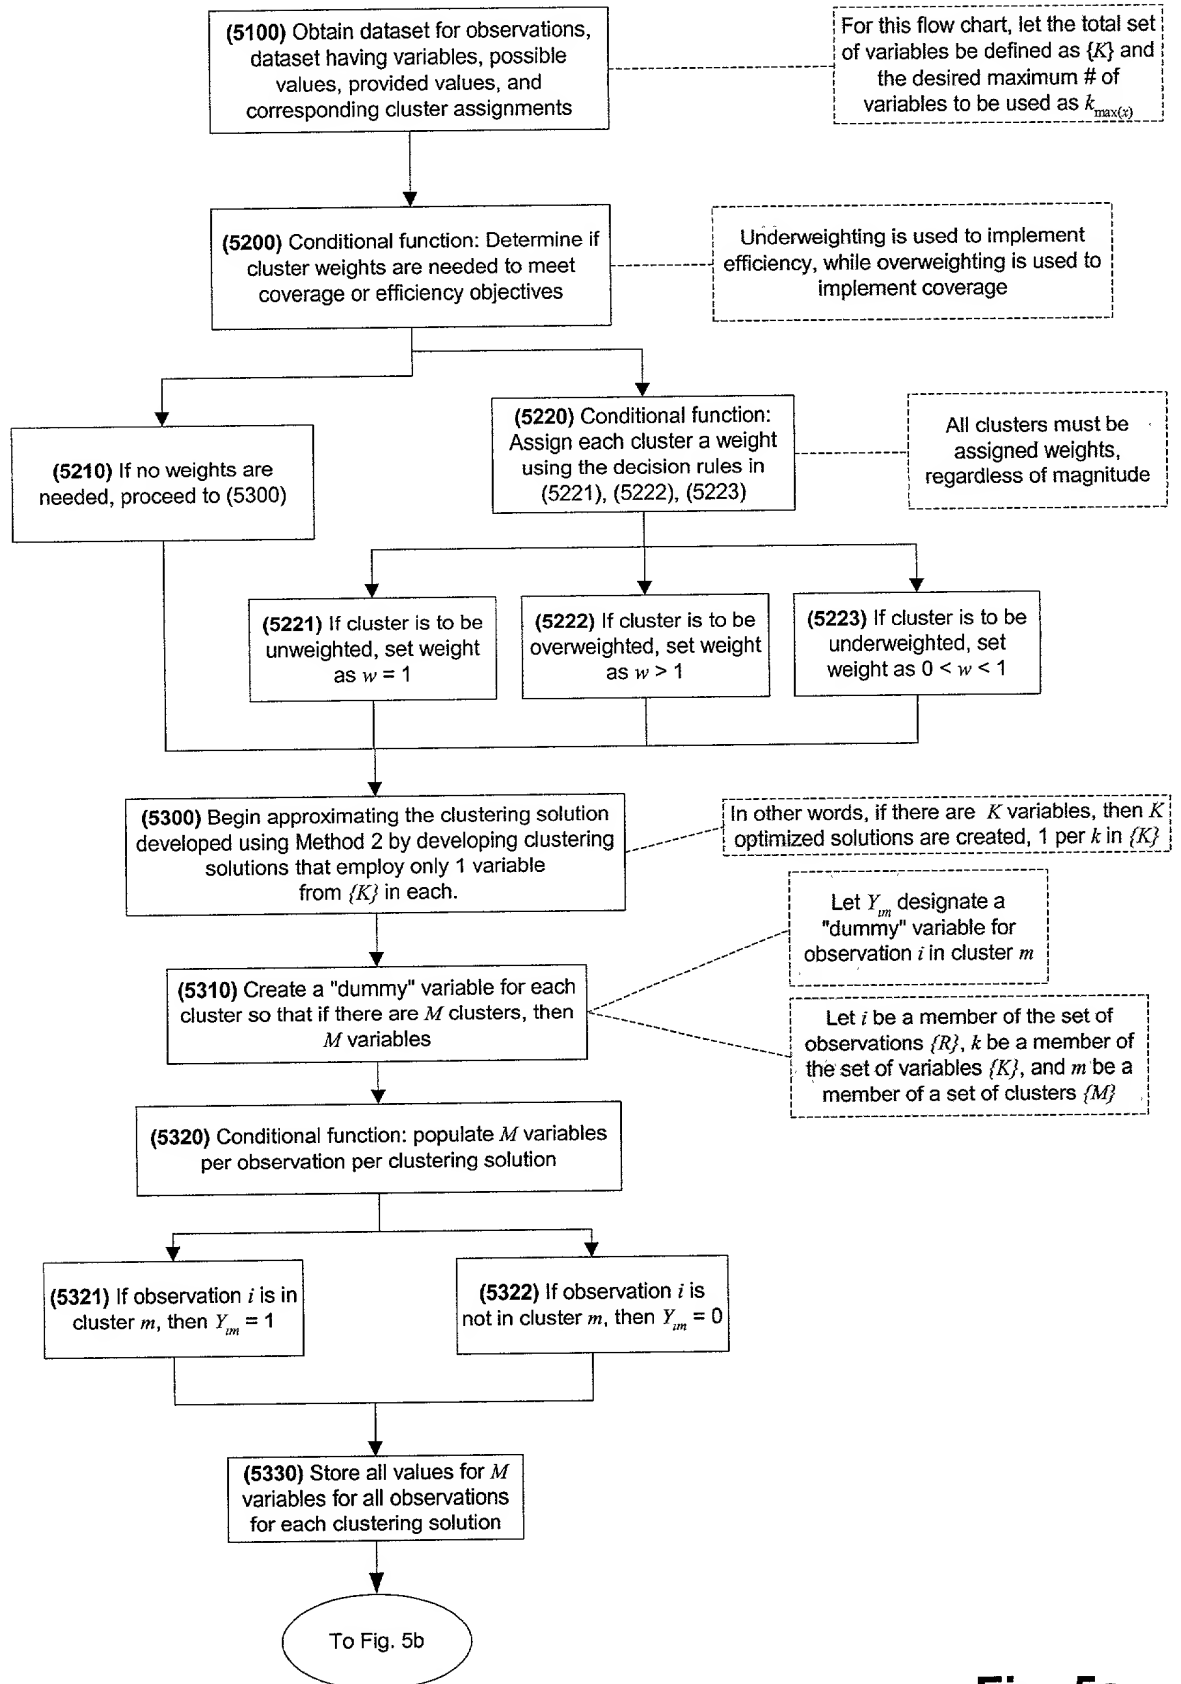 (5100) Obtain dataset for observations,
dataset having variables, possible
values, provided values, and
corresponding cluster assignments
For this flow chart, let the total set
of variables be defined as {K} and
the desired maximum # of
variables to be used as k_max(x)
(5200) Conditional function: Determine if
cluster weights are needed to meet
coverage or efficiency objectives
Underweighting is used to implement
efficiency, while overweighting is used to
implement coverage
(5210) If no weights are
needed, proceed to (5300)
(5220) Conditional function:
Assign each cluster a weight
using the decision rules in
(5221), (5222), (5223)
All clusters must be
assigned weights,
regardless of magnitude
(5221) If cluster is to be
unweighted, set weight
as w = 1
(5222) If cluster is to be
overweighted, set weight
as w > 1
(5223) If cluster is to be
underweighted, set
weight as 0 < w < 1
(5300) Begin approximating the clustering solution
developed using Method 2 by developing clustering
solutions that employ only 1 variable
from {K} in each.
In other words, if there are K variables, then K
optimized solutions are created, 1 per k in {K}
Let Y_im designate a
"dummy" variable for
observation i in cluster m
(5310) Create a "dummy" variable for each
cluster so that if there are M clusters, then
M variables
Let i be a member of the set of
observations {R}, k be a member of
the set of variables {K}, and m be a
member of a set of clusters {M}
(5320) Conditional function: populate M variables
per observation per clustering solution
(5321) If observation i is in
cluster m, then Y_im = 1
(5322) If observation i is
not in cluster m, then Y_im = 0
(5330) Store all values for M
variables for all observations
for each clustering solution
To Fig. 5b